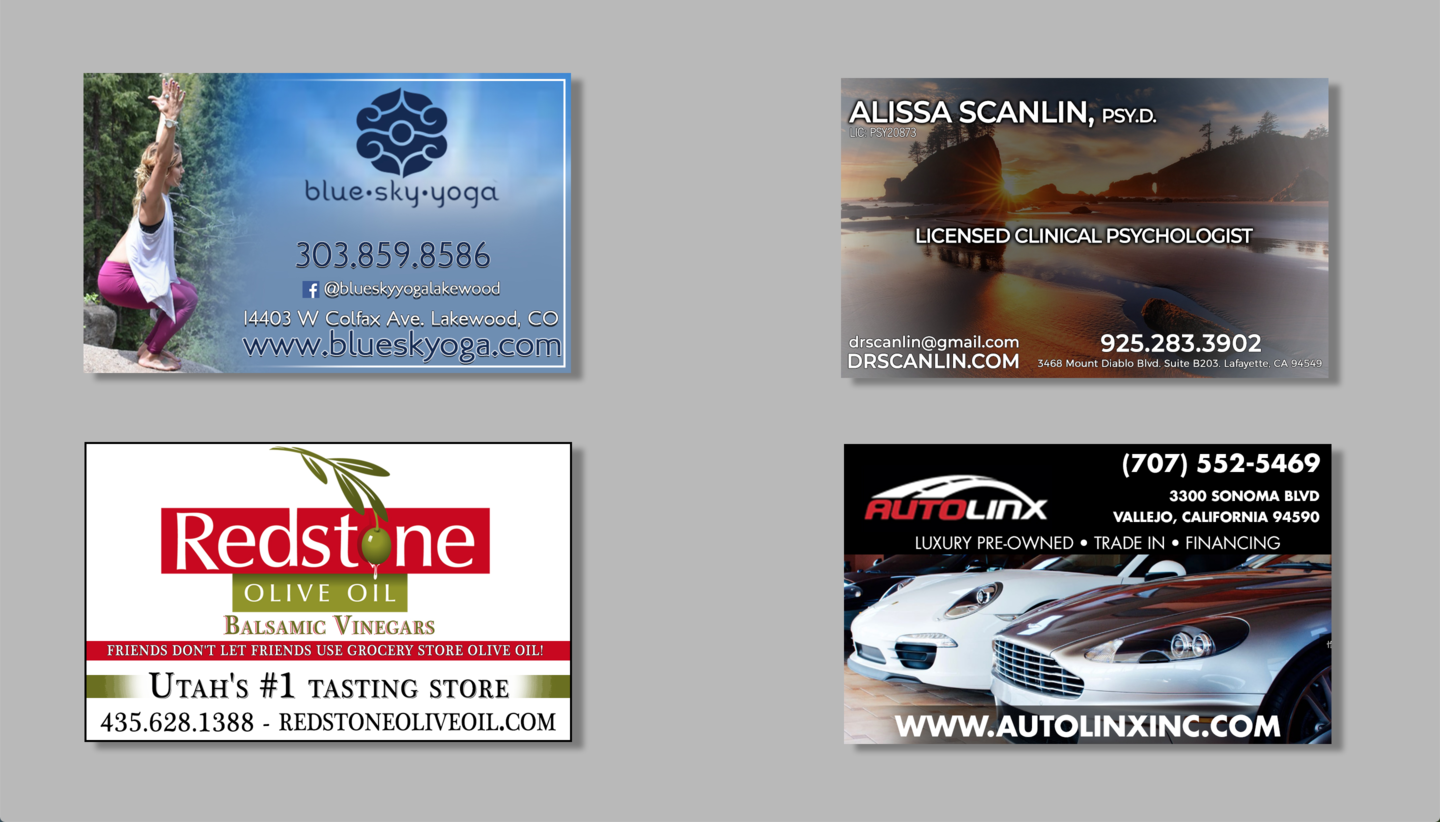 blue•sky•yoga
303.859.8586
@blueskyyogalakewood
14403 W Colfax Ave. Lakewood, CO
www.blueskyoga.com
ALISSA SCANLIN, PSY.D.
LIC. PSY20873
LICENSED CLINICAL PSYCHOLOGIST
drscanlin@gmail.com
DRSCANLIN.COM
925.283.3902
3468 Mount Diablo Blvd. Suite B203. Lafayette, CA 94549
Redstone
OLIVE OIL
BALSAMIC VINEGARS
FRIENDS DON'T LET FRIENDS USE GROCERY STORE OLIVE OIL!
UTAH'S #1 TASTING STORE
435.628.1388 - REDSTONEOLIVEOIL.COM
(707) 552-5469
AUTOLINX
3300 SONOMA BLVD
VALLEJO, CALIFORNIA 94590
LUXURY PRE-OWNED • TRADE IN • FINANCING
WWW.AUTOLINXINC.COM